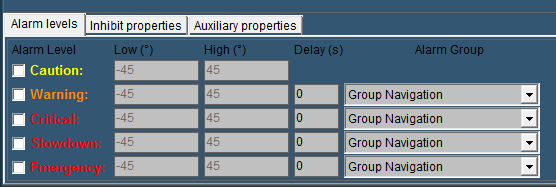 Alarm levels Inhibit properties Auxiliary properties
Alarm Level Low (°) High (°) Delay (s) Alarm Group
Caution: -45 45
Warning: -45 45 0 Group Navigation
Critical: -45 45 0 Group Navigation
Slowdown: -45 45 0 Group Navigation
Emergency: -45 45 0 Group Navigation